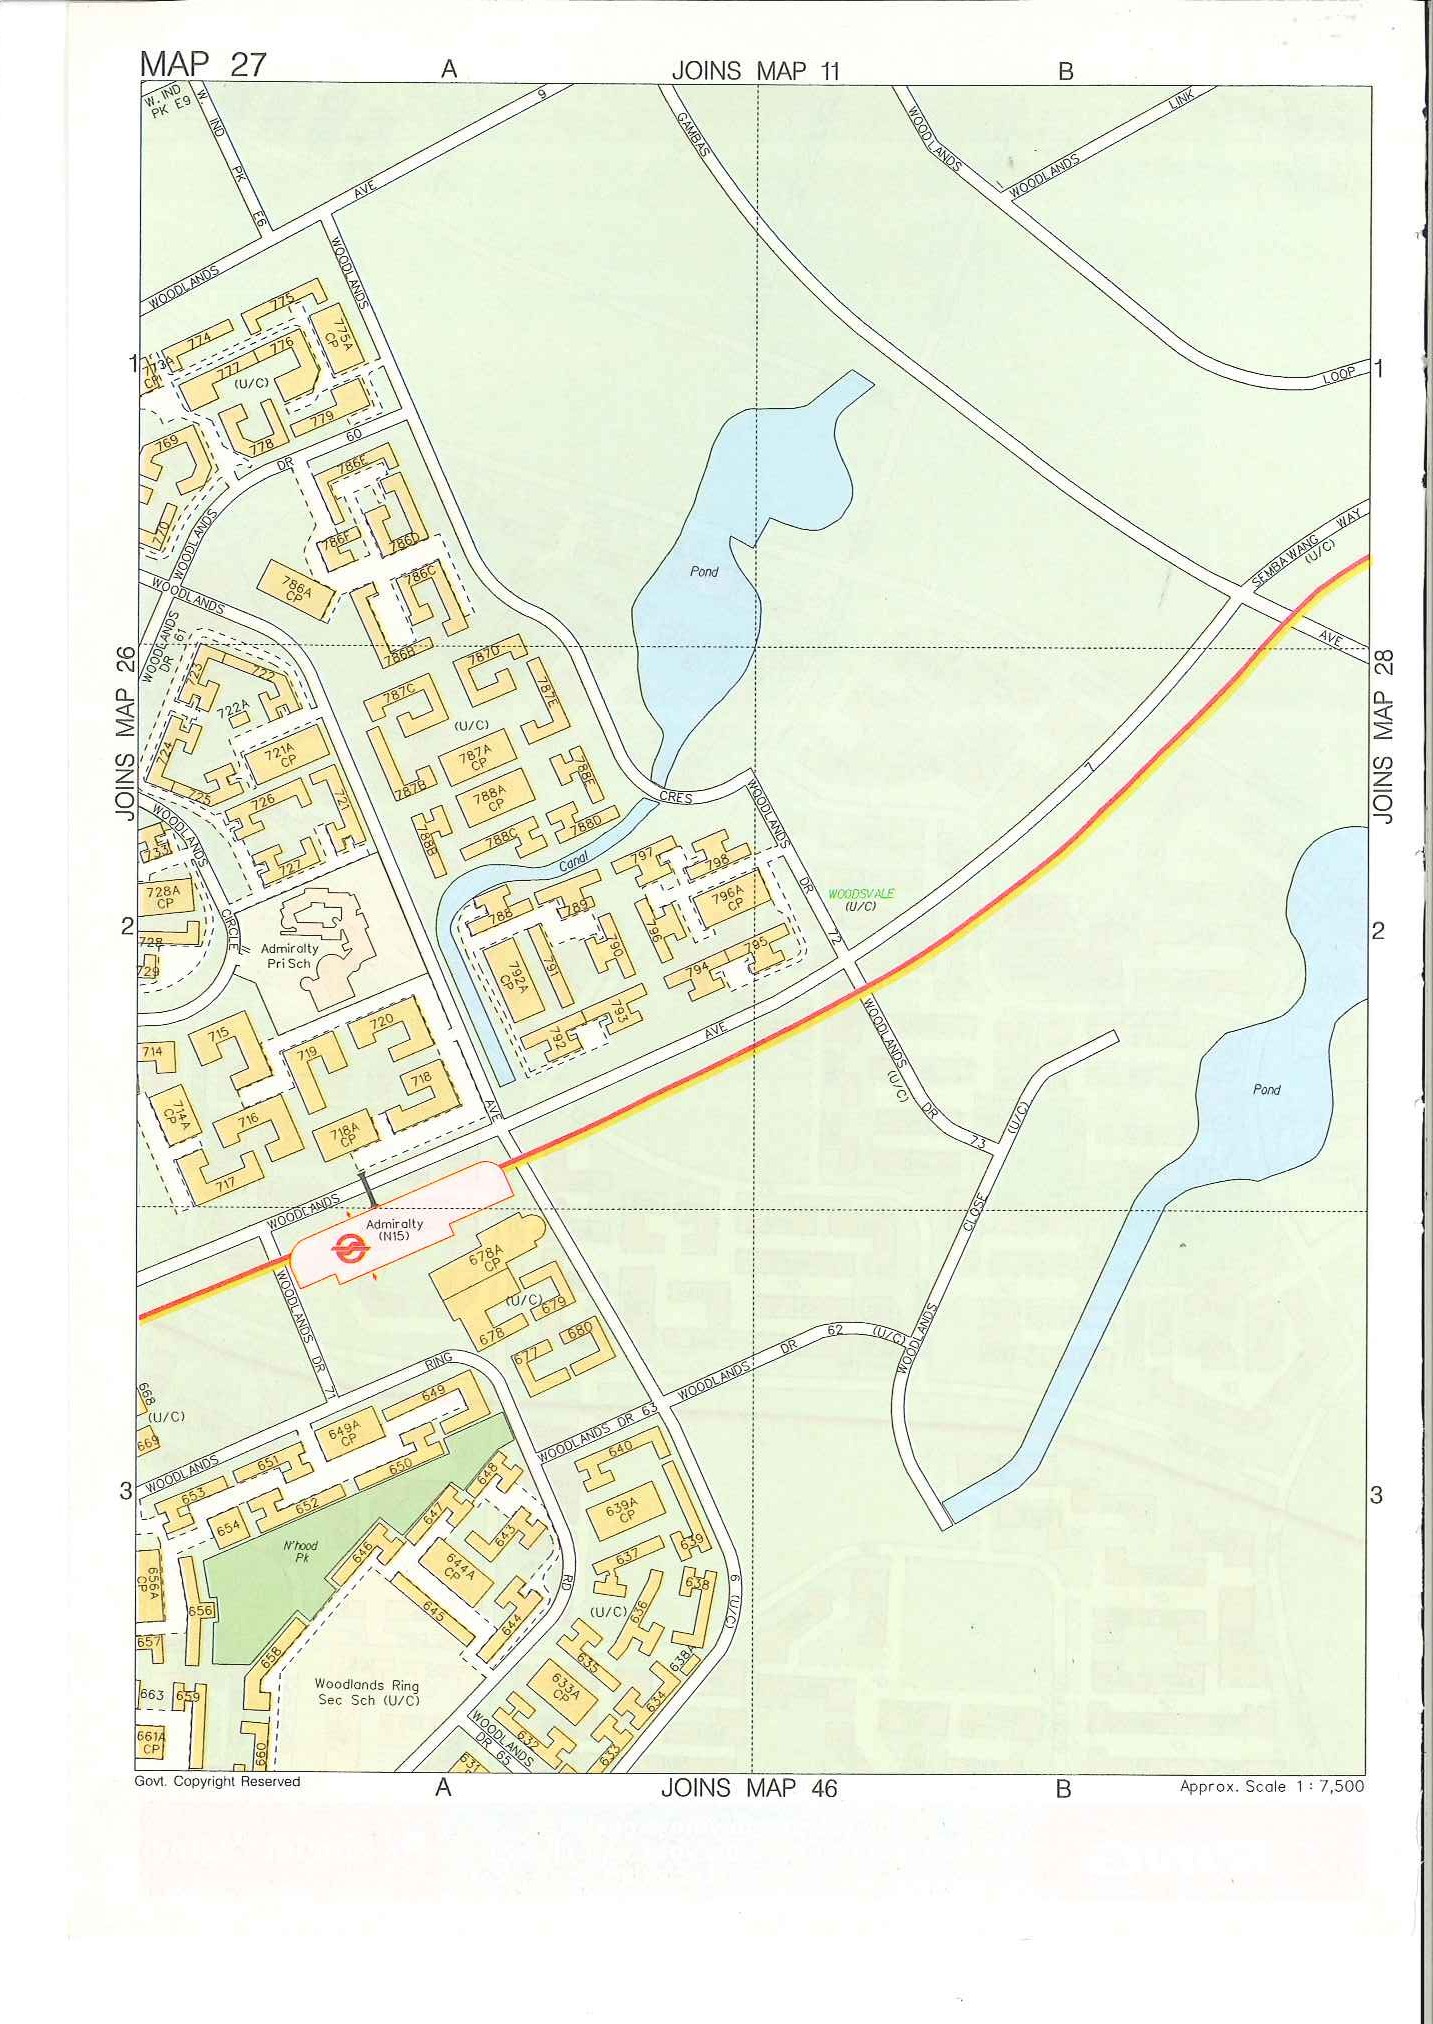 MAP 27
A
JOINS MAP 11
B
W. IND
PK E9
W. IND PK E6
WOODLANDS AVE 9
GAMBAS
WOODLANDS
WOODLANDS LINK
LOOP
WOODLANDS
1
1
775
774
775A
CP
773A
CP
776
777
(U/C)
779
778
769
770
WOODLANDS DR 60
786E
786F
786D
786A
CP
786C
786B
Pond
SEMBAWANG WAY
(U/C)
AVE
WOODLANDS
WOODLANDS
DR 61
JOINS MAP 26
JOINS MAP 28
723
722
722A
724
721A
CP
725
726
721
727
787D
787C
787E
(U/C)
787A
CP
787B
788A
CP
788E
788B
788C
788D
CRES
WOODLANDS DR 72
7
WOODLANDS
CIRCLE
733
728A
CP
728
729
Canal
797
798
796A
CP
788
789
796
790
791
792A
CP
795
794
793
792
WOODSVALE
(U/C)
2
2
Admiralty
Pri Sch
AVE
WOODLANDS DR 73
(U/C)
715
720
714
719
718
714A
CP
716
718A
CP
717
AVE
Pond
(U/C)
CLOSE
WOODLANDS
WOODLANDS
Admiralty
(N15)
678A
CP
(U/C)
679
678
680
677
WOODLANDS DR 71
WOODLANDS DR 62 (U/C)
RING
668
(U/C)
669
649
649A
CP
WOODLANDS DR 63
WOODLANDS
651
650
653
652
654
648
640
639A
CP
647
643
646
644A
CP
639
637
638
N'hood
Pk
3
3
656A
CP
656
645
644
RD
(U/C)
636
6 (U/C)
657
658
635
638A
663
659
Woodlands Ring
Sec Sch (U/C)
633A
CP
634
661A
CP
660
WOODLANDS
DR 65
632
633
631
Govt. Copyright Reserved
A
JOINS MAP 46
B
Approx. Scale 1 : 7,500